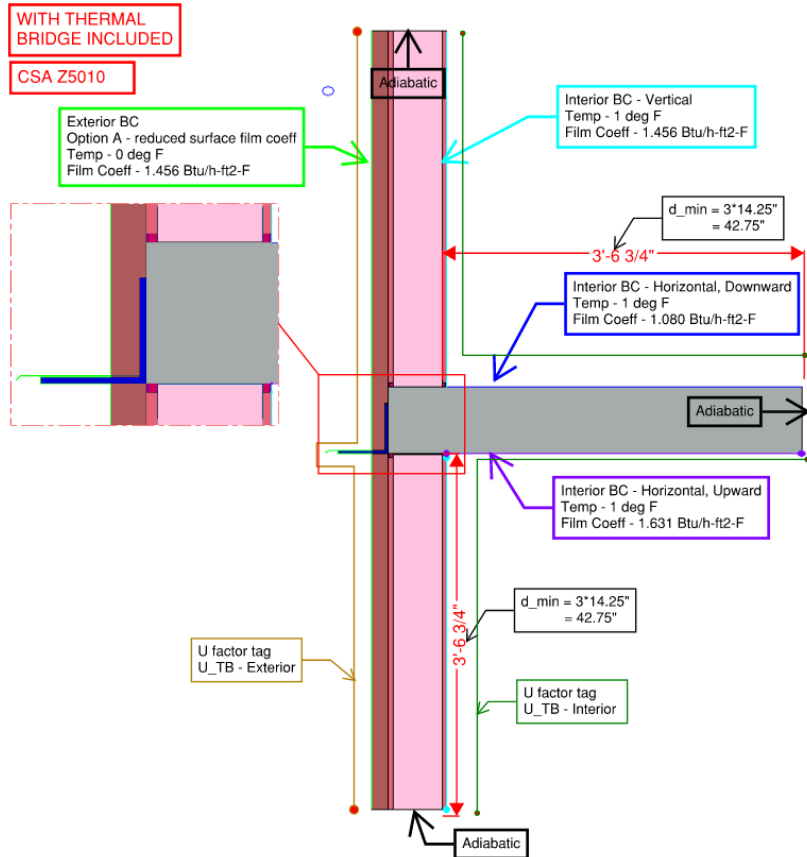 WITH THERMAL
BRIDGE INCLUDED
CSA Z5010
Adiabatic
Exterior BC
Option A - reduced surface film coeff
Temp - 0 deg F
Film Coeff - 1.456 Btu/h-ft2-F
Interior BC - Vertical
Temp - 1 deg F
Film Coeff - 1.456 Btu/h-ft2-F
d_min = 3*14.25"
= 42.75"
3'-6 3/4"
Interior BC - Horizontal, Downward
Temp - 1 deg F
Film Coeff - 1.080 Btu/h-ft2-F
Adiabatic
Interior BC - Horizontal, Upward
Temp - 1 deg F
Film Coeff - 1.631 Btu/h-ft2-F
d_min = 3*14.25"
= 42.75"
3'-6 3/4"
U factor tag
U_TB - Exterior
U factor tag
U_TB - Interior
Adiabatic